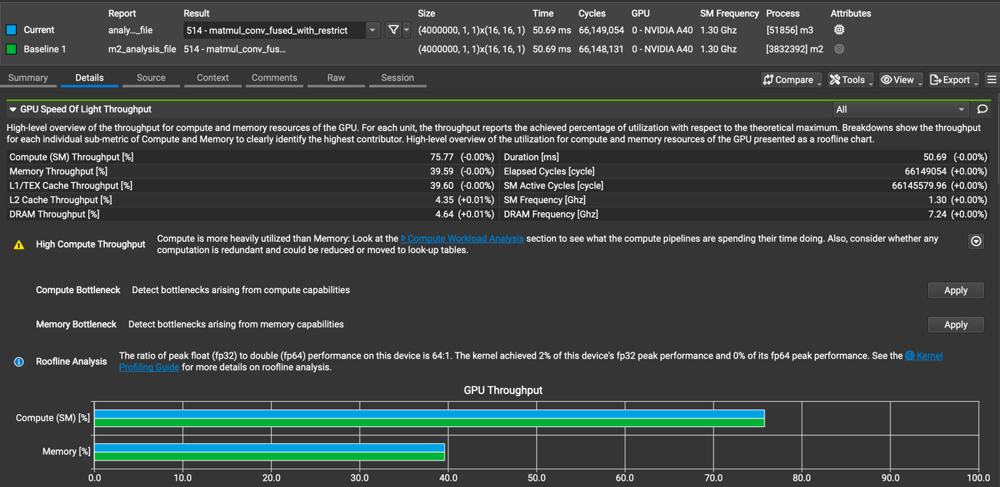 Report Result Size Time Cycles GPU SM Frequency Process Attributes
Current analy..._file 514 - matmul_conv_fused_with_restrict (4000000, 1, 1)x(16, 16, 1) 50.69 ms 66,149,054 0 - NVIDIA A40 1.30 Ghz [51856] m3
Baseline 1 m2_analysis_file 514 - matmul_conv_fus... (4000000, 1, 1)x(16, 16, 1) 50.69 ms 66,148,131 0 - NVIDIA A40 1.30 Ghz [3832392] m2
Summary Details Source Context Comments Raw Session Compare Tools View Export
GPU Speed Of Light Throughput All
High-level overview of the throughput for compute and memory resources of the GPU. For each unit, the throughput reports the achieved percentage of utilization with respect to the theoretical maximum. Breakdowns show the throughput
for each individual sub-metric of Compute and Memory to clearly identify the highest contributor. High-level overview of the utilization for compute and memory resources of the GPU presented as a roofline chart.
Compute (SM) Throughput [%] 75.77 (-0.00%) Duration [ms] 50.69 (-0.00%)
Memory Throughput [%] 39.59 (-0.00%) Elapsed Cycles [cycle] 66149054 (+0.00%)
L1/TEX Cache Throughput [%] 39.60 (-0.00%) SM Active Cycles [cycle] 66145579.96 (+0.00%)
L2 Cache Throughput [%] 4.35 (+0.01%) SM Frequency [Ghz] 1.30 (+0.00%)
DRAM Throughput [%] 4.64 (+0.01%) DRAM Frequency [Ghz] 7.24 (+0.00%)
High Compute Throughput Compute is more heavily utilized than Memory: Look at the Compute Workload Analysis section to see what the compute pipelines are spending their time doing. Also, consider whether any
computation is redundant and could be reduced or moved to look-up tables.
Compute Bottleneck Detect bottlenecks arising from compute capabilities Apply
Memory Bottleneck Detect bottlenecks arising from memory capabilities Apply
Roofline Analysis The ratio of peak float (fp32) to double (fp64) performance on this device is 64:1. The kernel achieved 2% of this device's fp32 peak performance and 0% of its fp64 peak performance. See the Kernel
Profiling Guide for more details on roofline analysis.
GPU Throughput
Compute (SM) [%]
Memory [%]
0.0 10.0 20.0 30.0 40.0 50.0 60.0 70.0 80.0 90.0 100.0